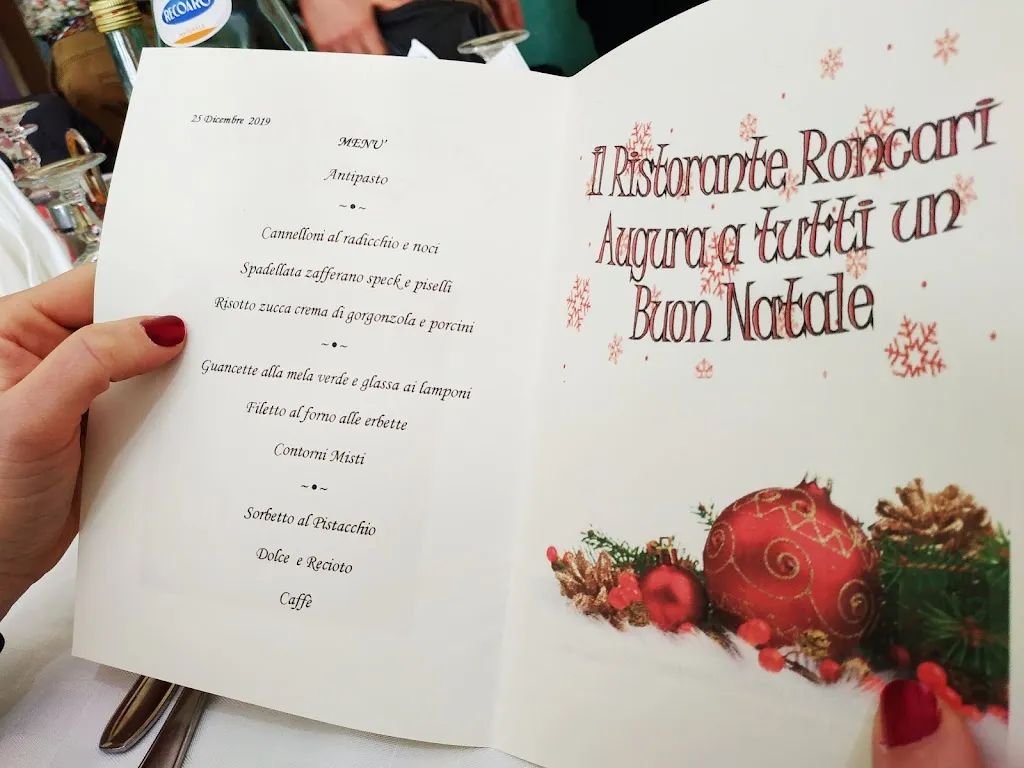 RECOARO
25 Dicembre 2019
MENU'
Antipasto
~●~
Cannelloni al radicchio e noci
Spadellata zafferano speck e piselli
Risotto zucca crema di gorgonzola e porcini
~●~
Guancette alla mela verde e glassa ai lamponi
Filetto al forno alle erbette
Contorni Misti
~●~
Sorbetto al Pistacchio
Dolce e Recioto
Caffè
il Ristorante Roncari
Augura a tutti un
Buon Natale